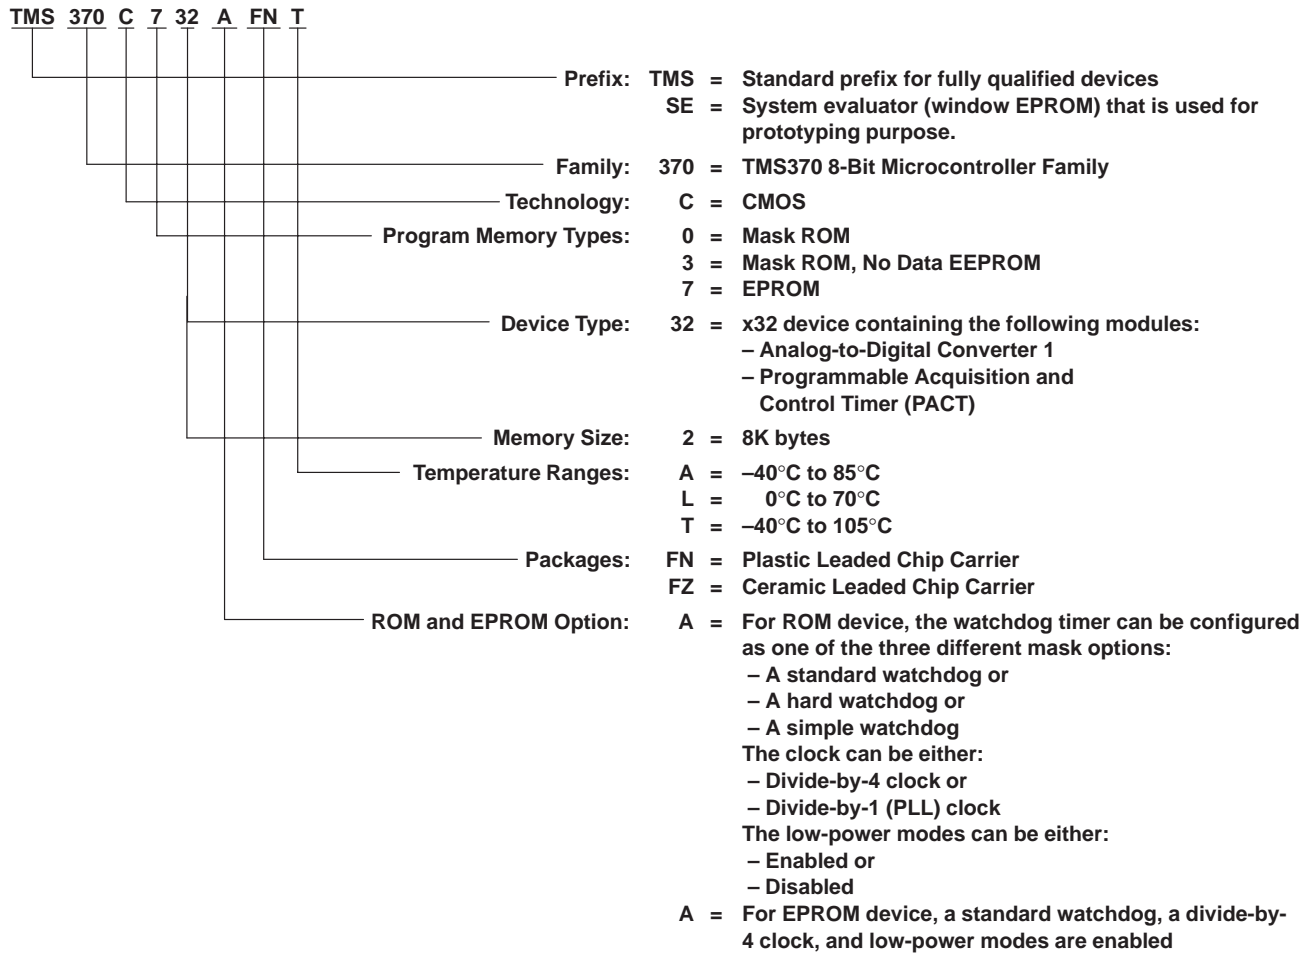 TMS 370 C 7 32 A FN T
Prefix: TMS = Standard prefix for fully qualified devices
SE = System evaluator (window EPROM) that is used for
prototyping purpose.
Family: 370 = TMS370 8-Bit Microcontroller Family
Technology: C = CMOS
Program Memory Types: 0 = Mask ROM
3 = Mask ROM, No Data EEPROM
7 = EPROM
Device Type: 32 = x32 device containing the following modules:
– Analog-to-Digital Converter 1
– Programmable Acquisition and
Control Timer (PACT)
Memory Size: 2 = 8K bytes
Temperature Ranges: A = –40°C to 85°C
L = 0°C to 70°C
T = –40°C to 105°C
Packages: FN = Plastic Leaded Chip Carrier
FZ = Ceramic Leaded Chip Carrier
ROM and EPROM Option: A = For ROM device, the watchdog timer can be configured
as one of the three different mask options:
– A standard watchdog or
– A hard watchdog or
– A simple watchdog
The clock can be either:
– Divide-by-4 clock or
– Divide-by-1 (PLL) clock
The low-power modes can be either:
– Enabled or
– Disabled
A = For EPROM device, a standard watchdog, a divide-by-
4 clock, and low-power modes are enabled